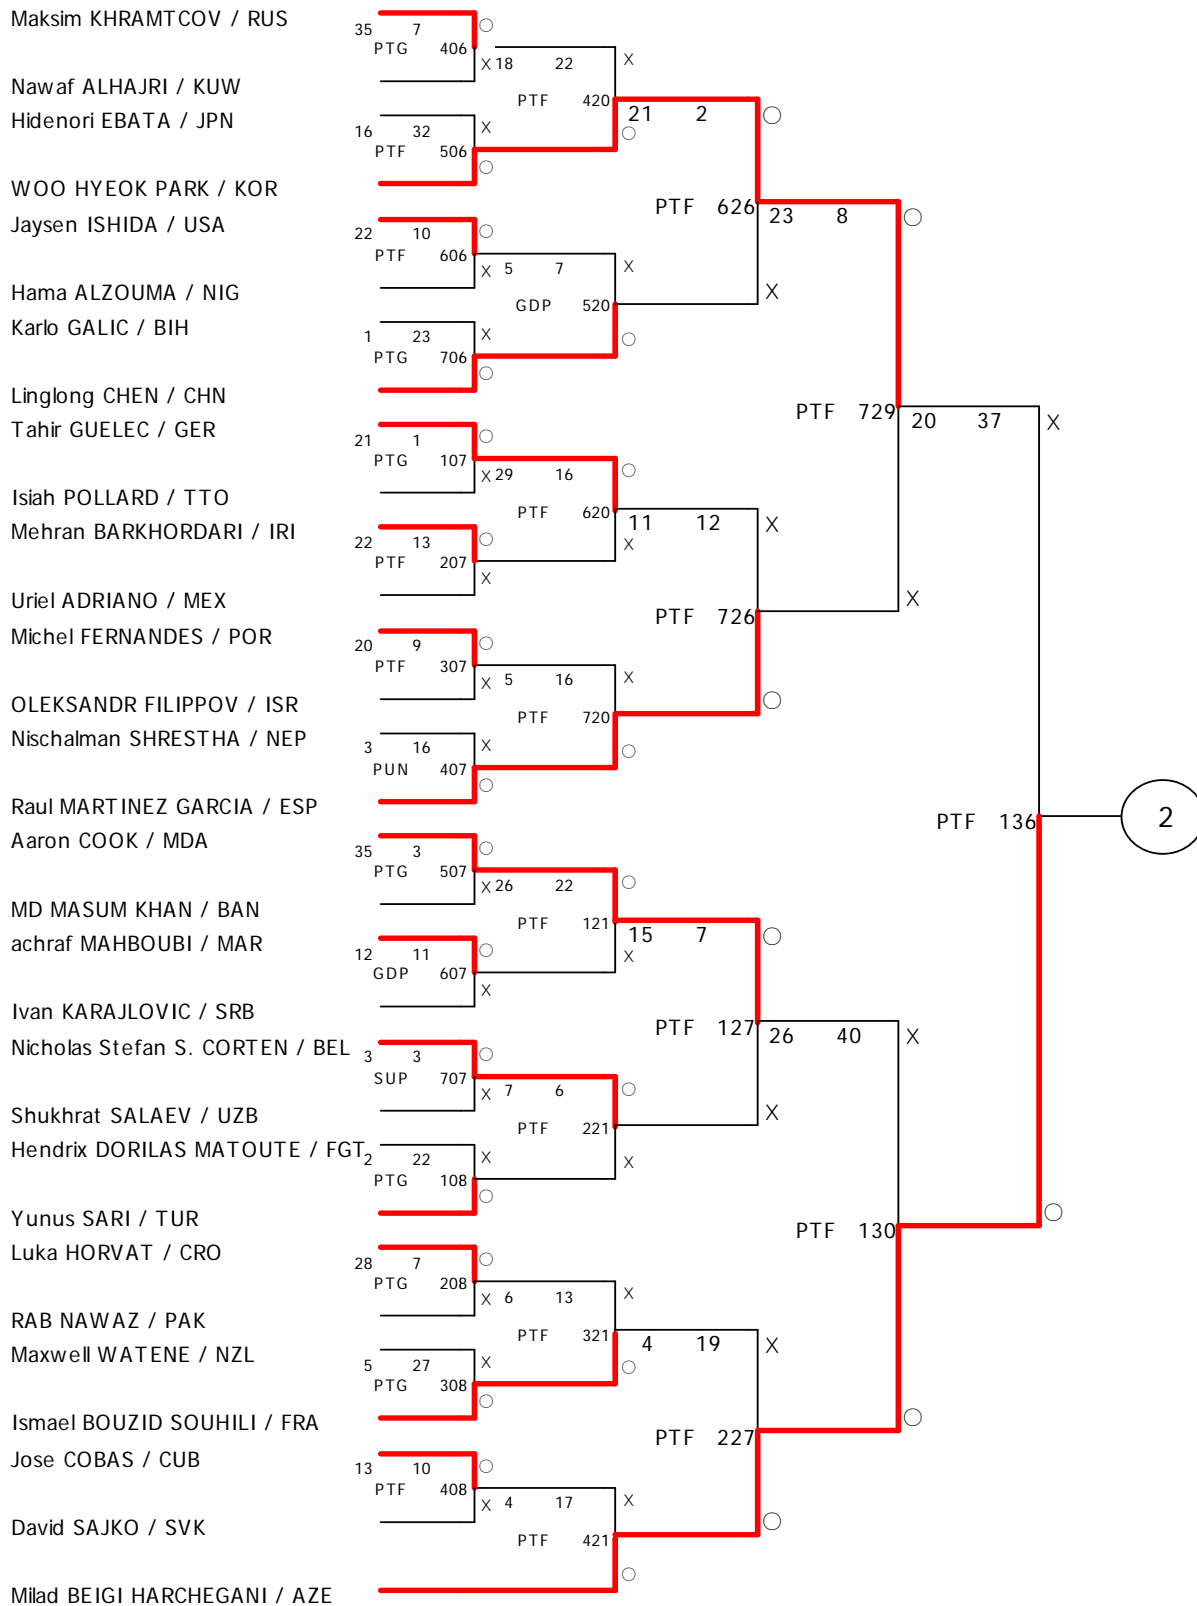 Maksim KHRAMTCOV / RUS
35 7
PTG 406
X 18 22 X
Nawaf ALHAJRI / KUW
PTF 420
21 2
Hidenori EBATA / JPN
16 32 X
PTF 506
WOO HYEOK PARK / KOR
PTF 626
23 8
Jaysen ISHIDA / USA
22 10
PTF 606
X 5 7 X
Hama ALZOUMA / NIG
GDP 520
X
Karlo GALIC / BIH
1 23 X
PTG 706
Linglong CHEN / CHN
PTF 729
20 37 X
Tahir GUELEC / GER
21 1
PTG 107
X 29 16
Isiah POLLARD / TTO
PTF 620
11 12 X
Mehran BARKHORDARI / IRI
22 13
PTF 207
X
X
Uriel ADRIANO / MEX
X
PTF 726
Michel FERNANDES / POR
20 9
PTF 307
X 5 16 X
OLEKSANDR FILIPPOV / ISR
PTF 720
Nischalman SHRESTHA / NEP
3 16 X
PUN 407
Raul MARTINEZ GARCIA / ESP
PTF 136
2
Aaron COOK / MDA
35 3
PTG 507
X 26 22
MD MASUM KHAN / BAN
PTF 121
15 7
achraf MAHBOUBI / MAR
12 11
X
GDP 607
X
Ivan KARAJLOVIC / SRB
PTF 127
26 40 X
Nicholas Stefan S. CORTEN / BEL
3 3
SUP 707
X 7 6
Shukhrat SALAEV / UZB
X
PTF 221
Hendrix DORILAS MATOUTE / FGT
2 22 X
X
PTG 108
Yunus SARI / TUR
PTF 130
Luka HORVAT / CRO
28 7
PTG 208
X 6 13 X
RAB NAWAZ / PAK
PTF 321
4 19 X
Maxwell WATENE / NZL
5 27 X
PTG 308
Ismael BOUZID SOUHILI / FRA
PTF 227
Jose COBAS / CUB
13 10
PTF 408
X 4 17 X
David SAJKO / SVK
PTF 421
Milad BEIGI HARCHEGANI / AZE